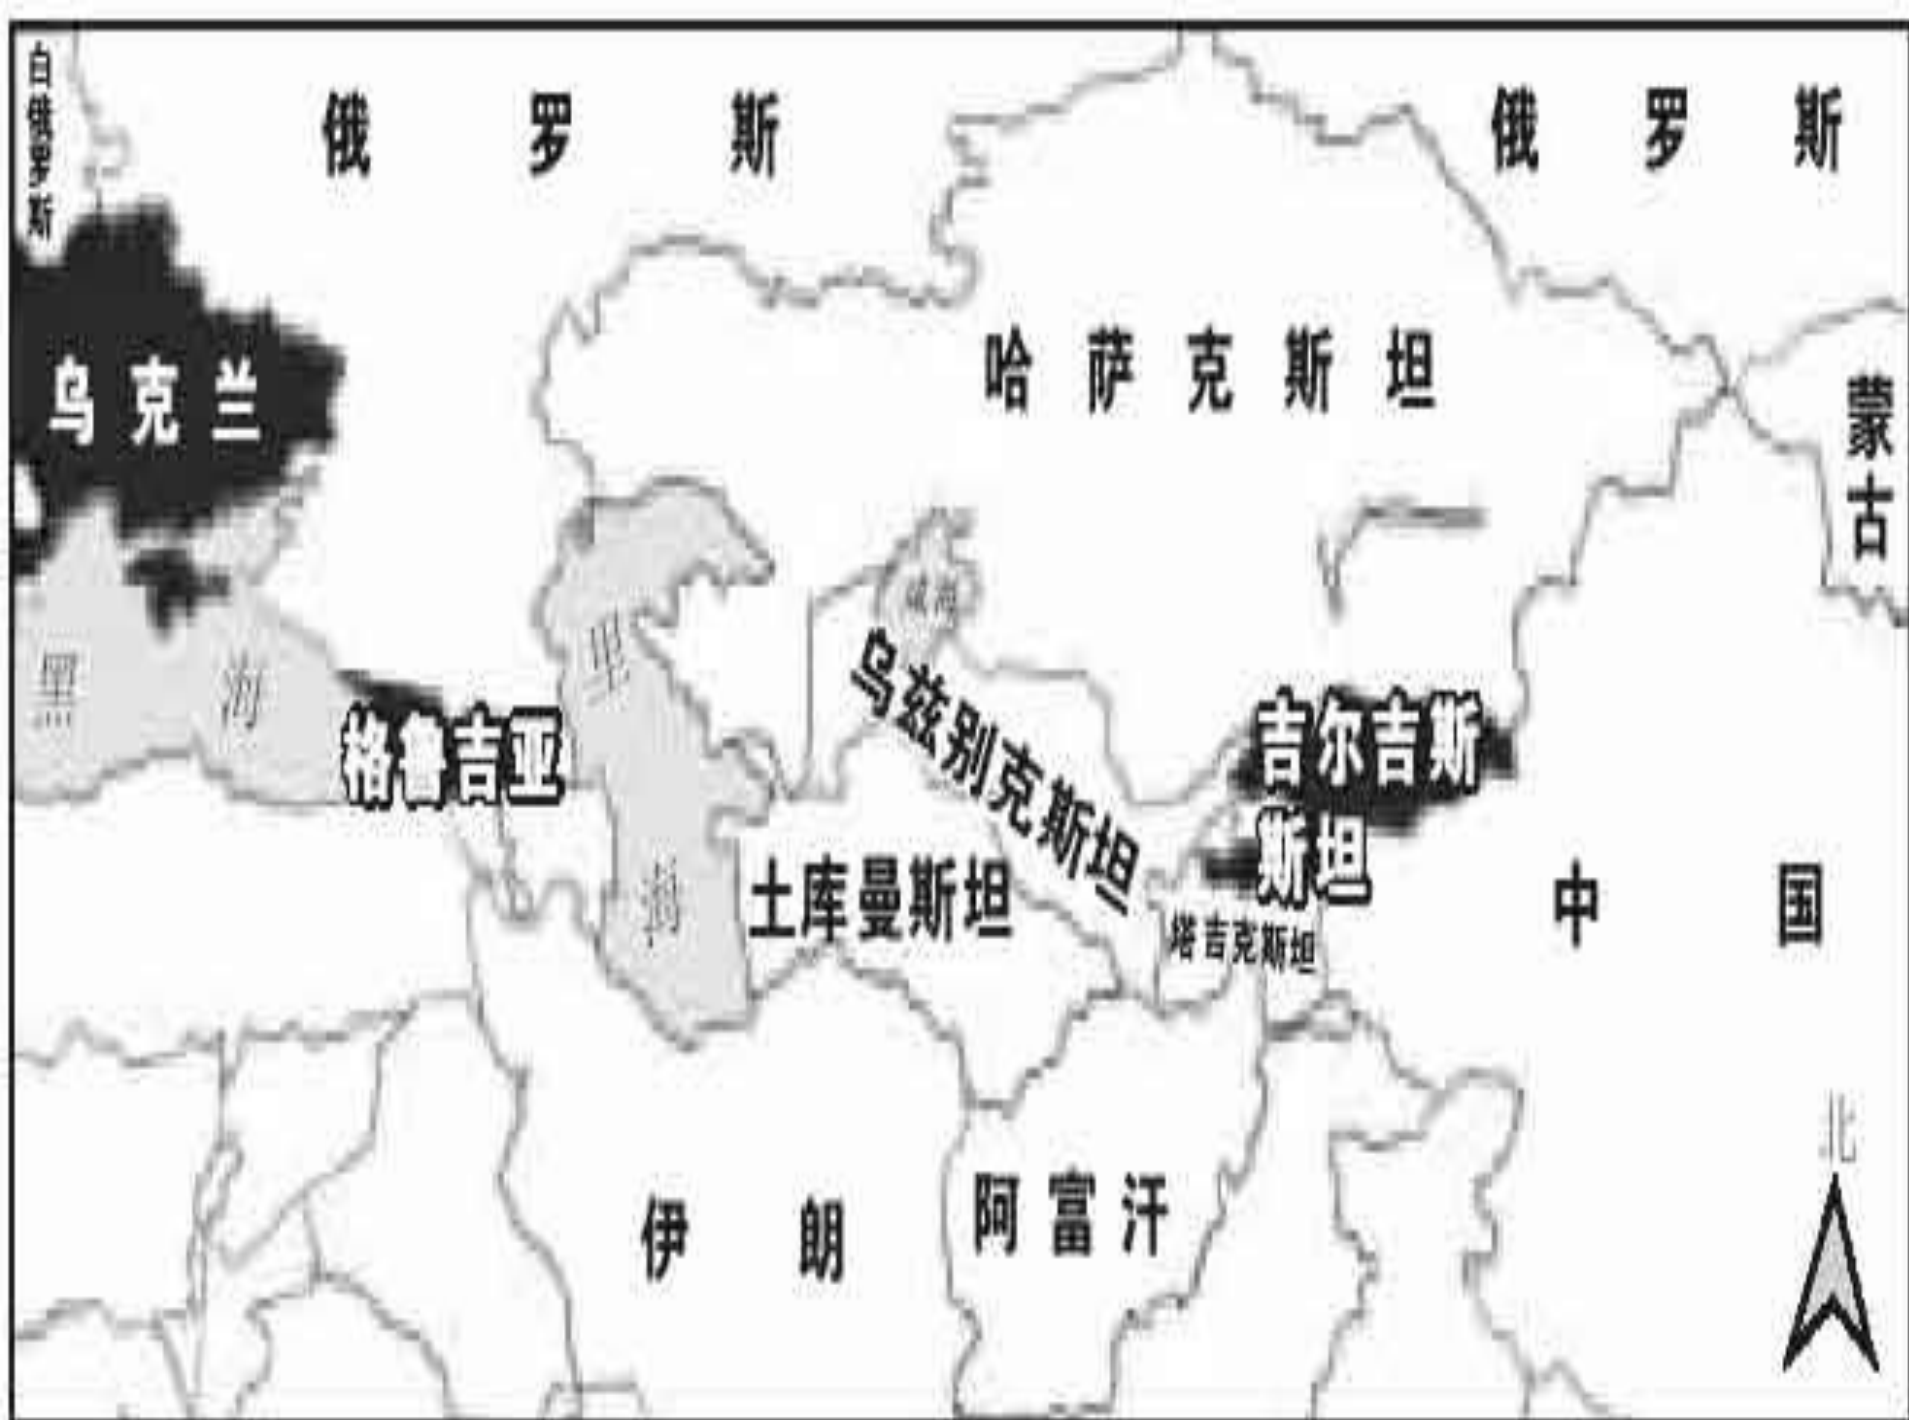 白俄罗斯
俄罗斯
俄罗斯
乌克兰
哈萨克斯坦
蒙古
黑海
里海
咸海
格鲁吉亚
乌兹别克斯坦
吉尔吉斯
斯坦
土库曼斯坦
塔吉克斯坦
中国
伊朗
阿富汗
北